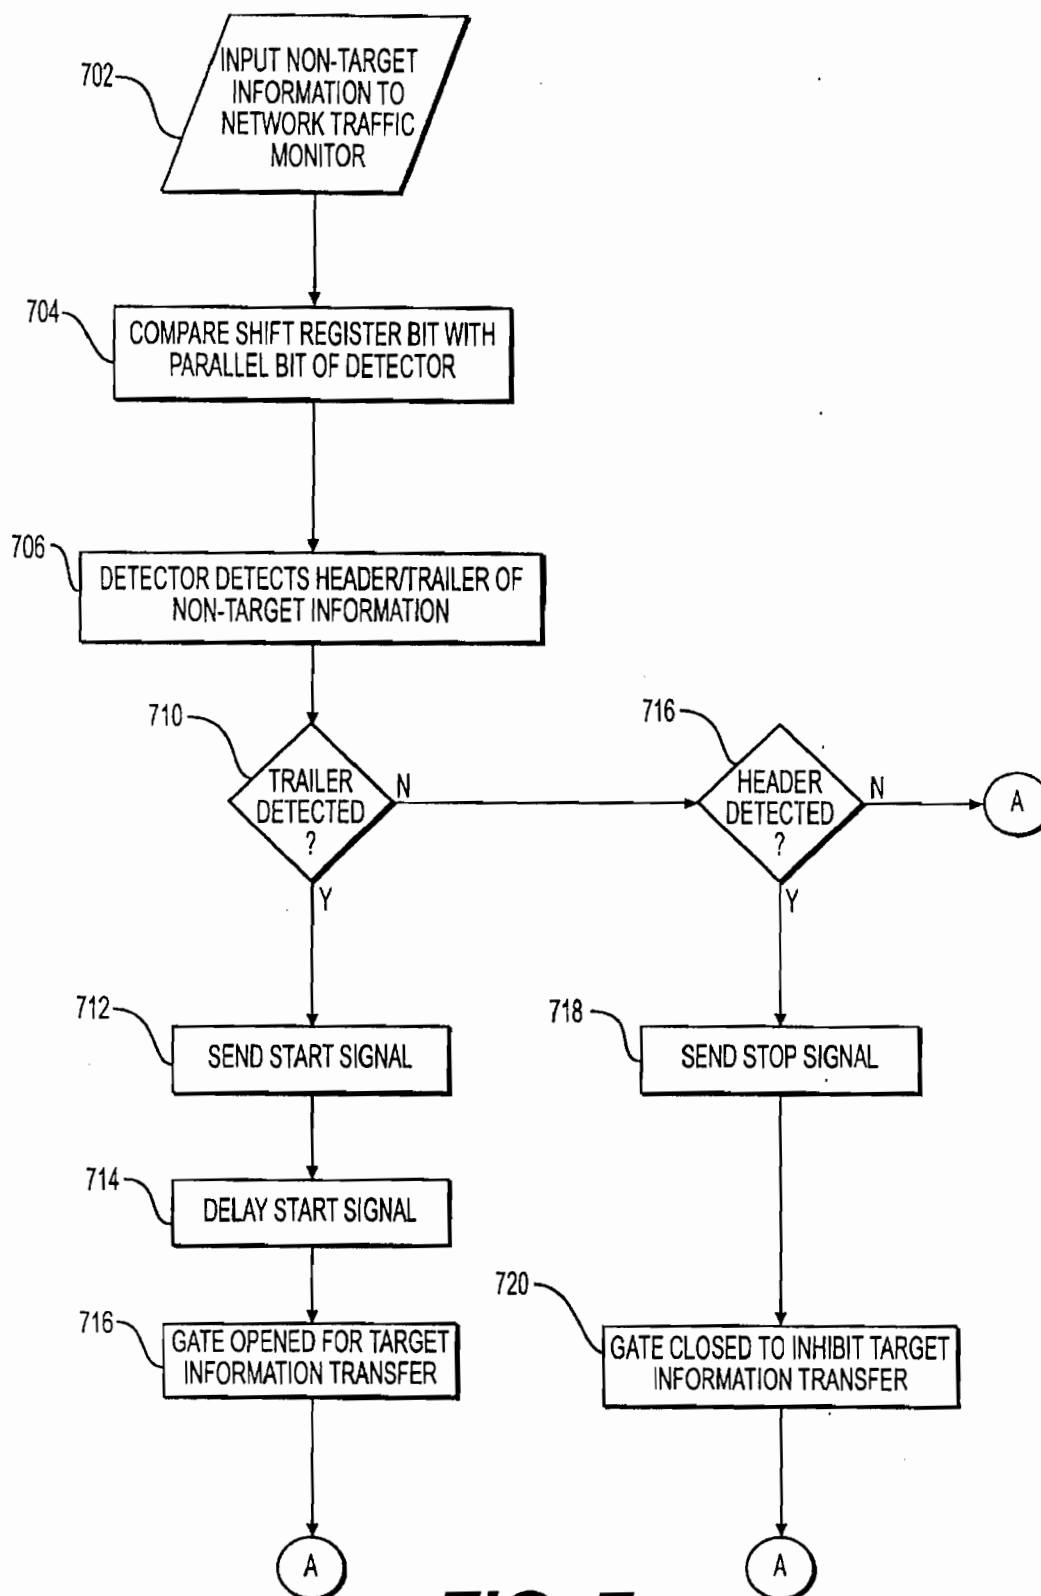 702
INPUT NON-TARGET
INFORMATION TO
NETWORK TRAFFIC
MONITOR
704
COMPARE SHIFT REGISTER BIT WITH
PARALLEL BIT OF DETECTOR
706
DETECTOR DETECTS HEADER/TRAILER OF
NON-TARGET INFORMATION
710
TRAILER
DETECTED
?
N
Y
716
HEADER
DETECTED
?
N
Y
A
712
SEND START SIGNAL
718
SEND STOP SIGNAL
714
DELAY START SIGNAL
716
GATE OPENED FOR TARGET
INFORMATION TRANSFER
720
GATE CLOSED TO INHIBIT TARGET
INFORMATION TRANSFER
A
A